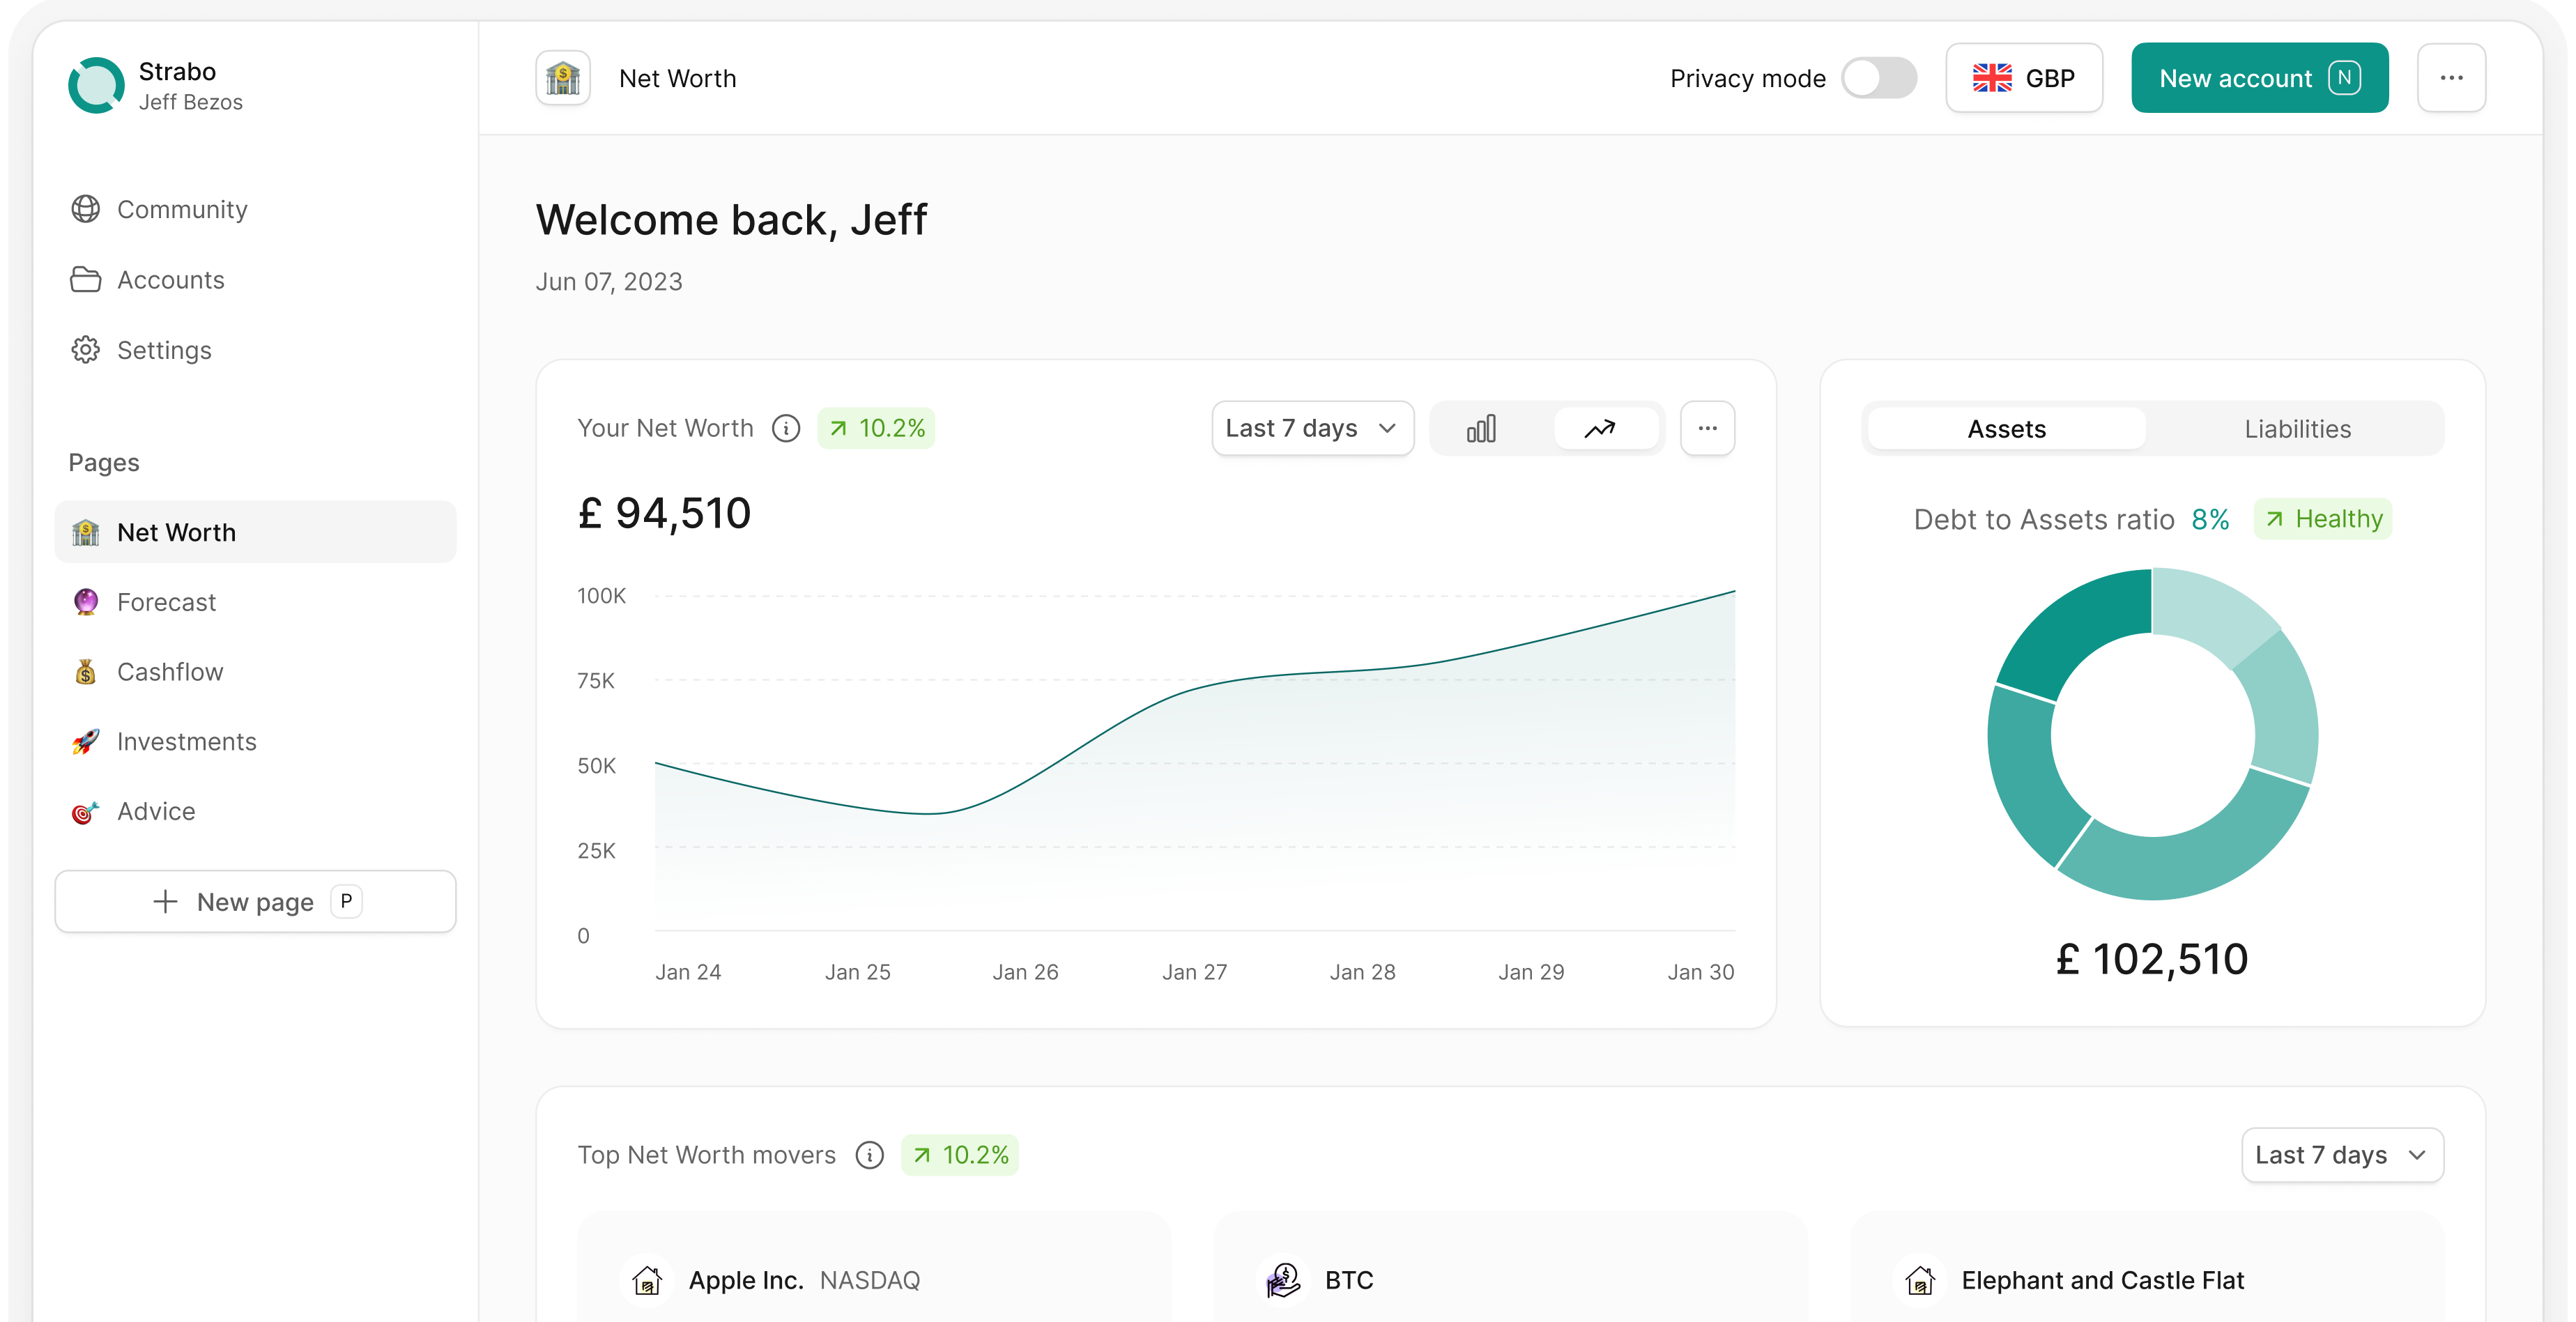 Strabo
Jeff Bezos
Community
Accounts
Settings
Pages
Net Worth
Forecast
Cashflow
Investments
Advice
New page P
Net Worth
Privacy mode
GBP
New account N
Welcome back, Jeff
Jun 07, 2023
Your Net Worth 10.2%
Last 7 days
£ 94,510
100K
75K
50K
25K
0
Jan 24 Jan 25 Jan 26 Jan 27 Jan 28 Jan 29 Jan 30
Assets Liabilities
Debt to Assets ratio 8% Healthy
£ 102,510
Top Net Worth movers 10.2%
Last 7 days
Apple Inc. NASDAQ
BTC
Elephant and Castle Flat